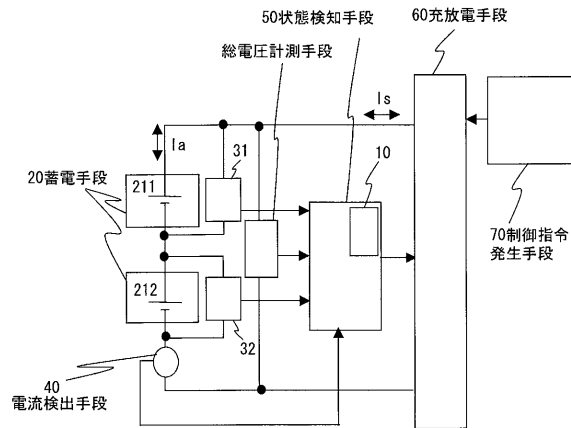 50状態検知手段
60充放電手段
総電圧計測手段
Is
Ia
31
10
20蓄電手段
211
70制御指令
発生手段
212
32
40
電流検出手段